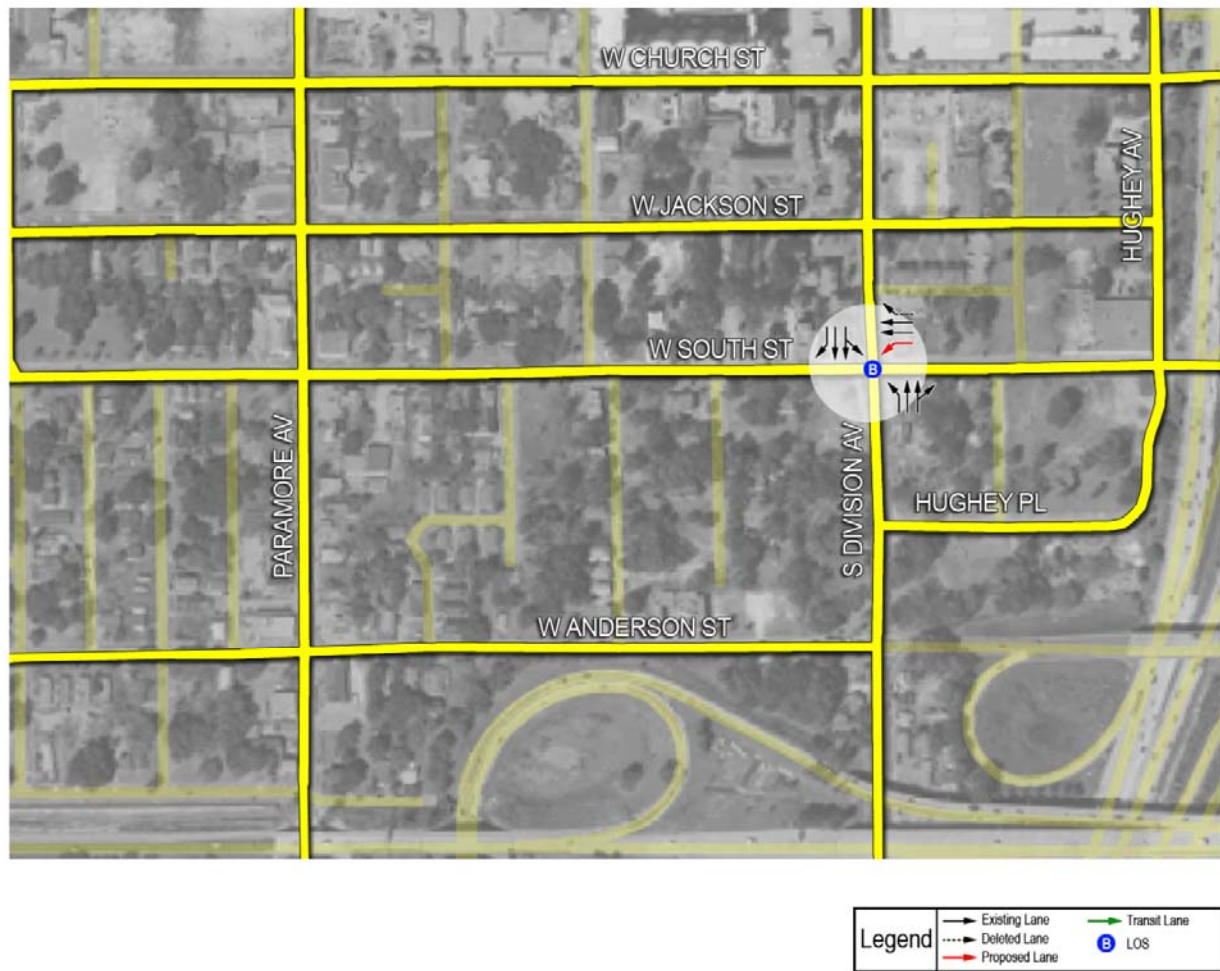 W CHURCH ST
HUGHEY AV
W JACKSON ST
W SOUTH ST
B
PARAMORE AV
S DIVISION AV
HUGHEY PL
W ANDERSON ST
Legend
Existing Lane
Deleted Lane
Proposed Lane
Transit Lane
B LOS